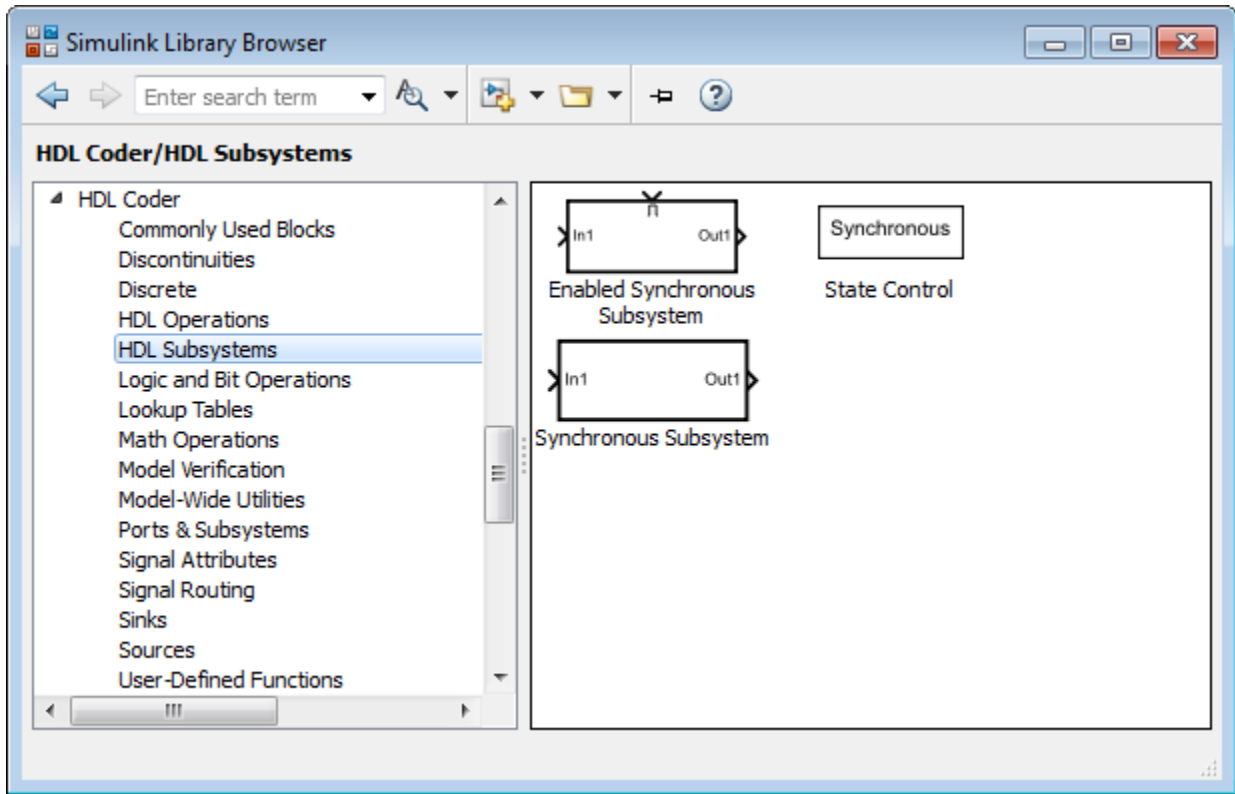 Simulink Library Browser
Enter search term
HDL Coder/HDL Subsystems
HDL Coder
Commonly Used Blocks
Discontinuities
Discrete
HDL Operations
HDL Subsystems
Logic and Bit Operations
Lookup Tables
Math Operations
Model Verification
Model-Wide Utilities
Ports & Subsystems
Signal Attributes
Signal Routing
Sinks
Sources
User-Defined Functions
In1 Out1
Enabled Synchronous
Subsystem
Synchronous
State Control
In1 Out1
Synchronous Subsystem